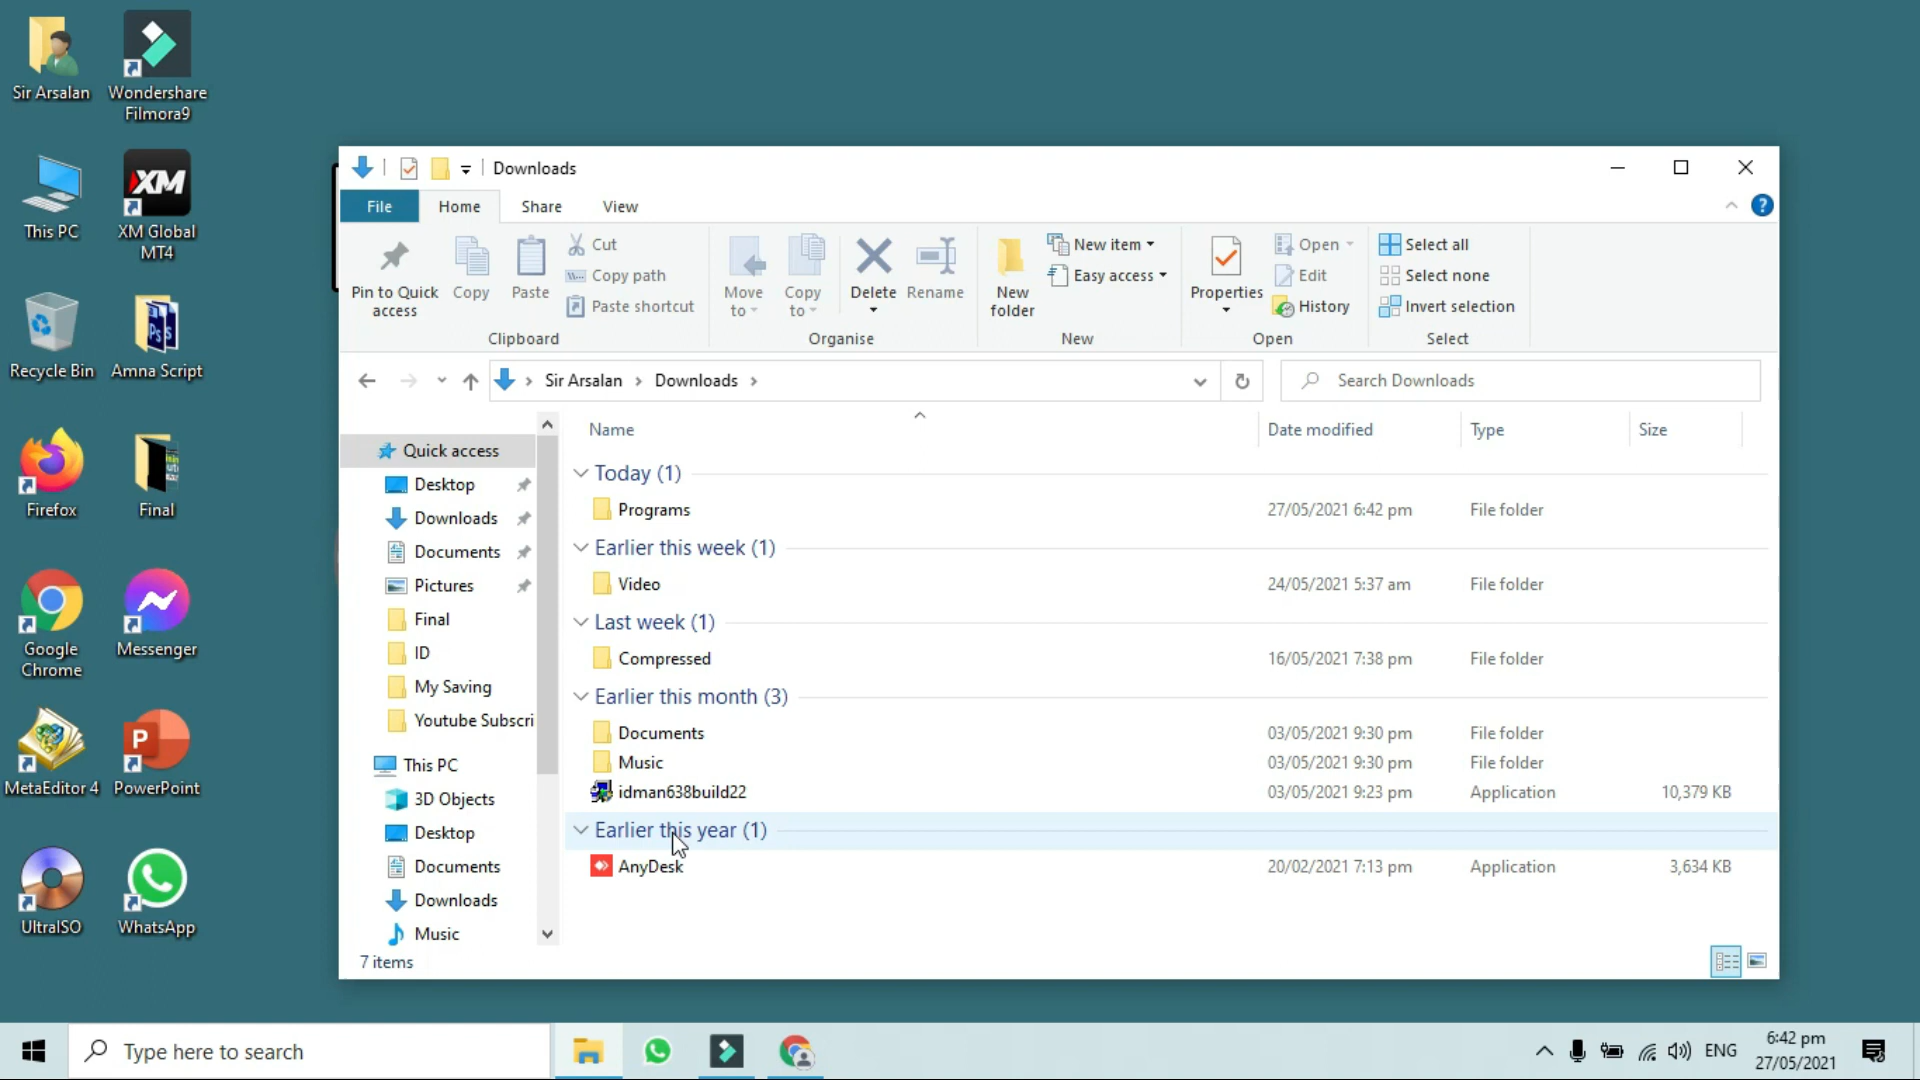 Sir Arsalan
Wondershare
Filmora9
This PC
XM
XM Global
MT4
Recycle Bin
Amna Script
Firefox
Final
Google
Chrome
Messenger
MetaEditor 4
PowerPoint
UltraISO
WhatsApp
Downloads
File
Home
Share
View
Pin to Quick
access
Copy
Paste
Cut
Copy path
Paste shortcut
Clipboard
Move
to
Copy
to
Delete
Rename
Organise
New
folder
New item
Easy access
New
Properties
Open
Edit
History
Open
Select all
Select none
Invert selection
Select
Sir Arsalan
Downloads
Search Downloads
Quick access
Desktop
Downloads
Documents
Pictures
Final
ID
My Saving
Youtube Subscri
This PC
3D Objects
Desktop
Documents
Downloads
Music
Name Date modified Type Size
Today (1)
Programs 27/05/2021 6:42 pm File folder
Earlier this week (1)
Video 24/05/2021 5:37 am File folder
Last week (1)
Compressed 16/05/2021 7:38 pm File folder
Earlier this month (3)
Documents 03/05/2021 9:30 pm File folder
Music 03/05/2021 9:30 pm File folder
idman638build22 03/05/2021 9:23 pm Application 10,379 KB
Earlier this year (1)
AnyDesk 20/02/2021 7:13 pm Application 3,634 KB
7 items
Type here to search
ENG
6:42 pm
27/05/2021